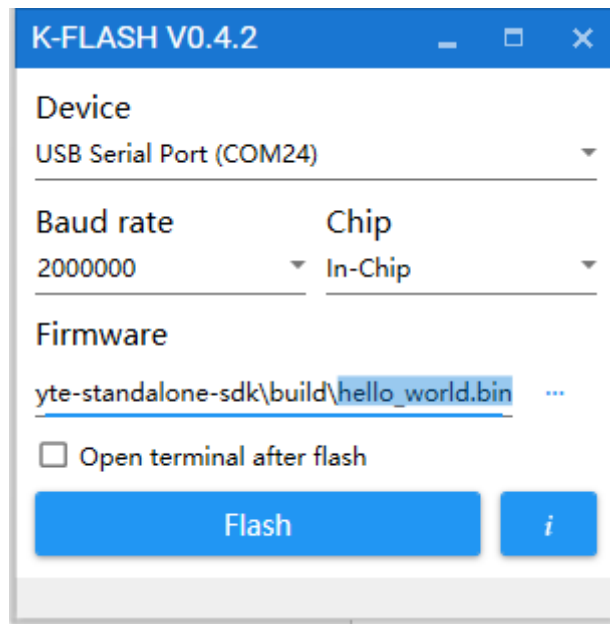 K-FLASH V0.4.2
Device
USB Serial Port (COM24)
Baud rate Chip
2000000 In-Chip
Firmware
yte-standalone-sdk\build\hello_world.bin ...
Open terminal after flash
Flash i